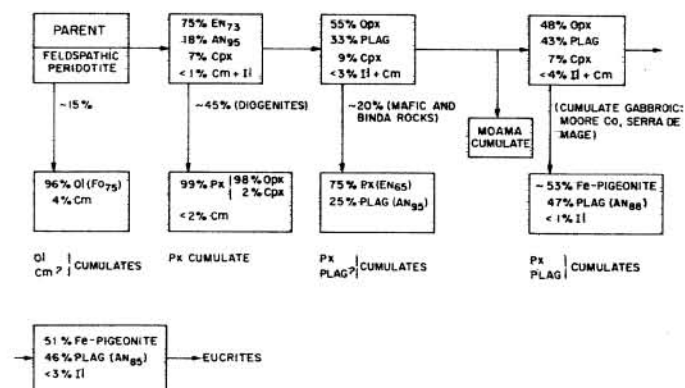 PARENT
FELDSPATHIC
PERIDOTITE
75% EN73
18% AN95
7% Cpx
<1% Cm + Il
55% Opx
33% PLAG
9% Cpx
<3% Il + Cm
48% Opx
43% PLAG
7% Cpx
<4% Il + Cm
~15%
~45% (DIOGENITES)
~20% (MAFIC AND
BINDA ROCKS)
MOAMA
CUMULATE
(CUMULATE GABBROIC:
MOORE CO, SERRA DE
MAGE)
96% Ol (Fo75)
4% Cm
99% Px | 98% Opx
2% Cpx
<2% Cm
75% Px (EN65)
25% PLAG (AN95)
~53% Fe-PIGEONITE
47% PLAG (AN88)
<1% Il
Ol
Cm? | CUMULATES
Px CUMULATE
Px
PLAG? | CUMULATES
Px
PLAG | CUMULATES
51% Fe-PIGEONITE
46% PLAG (AN85)
<3% Il
EUCRITES